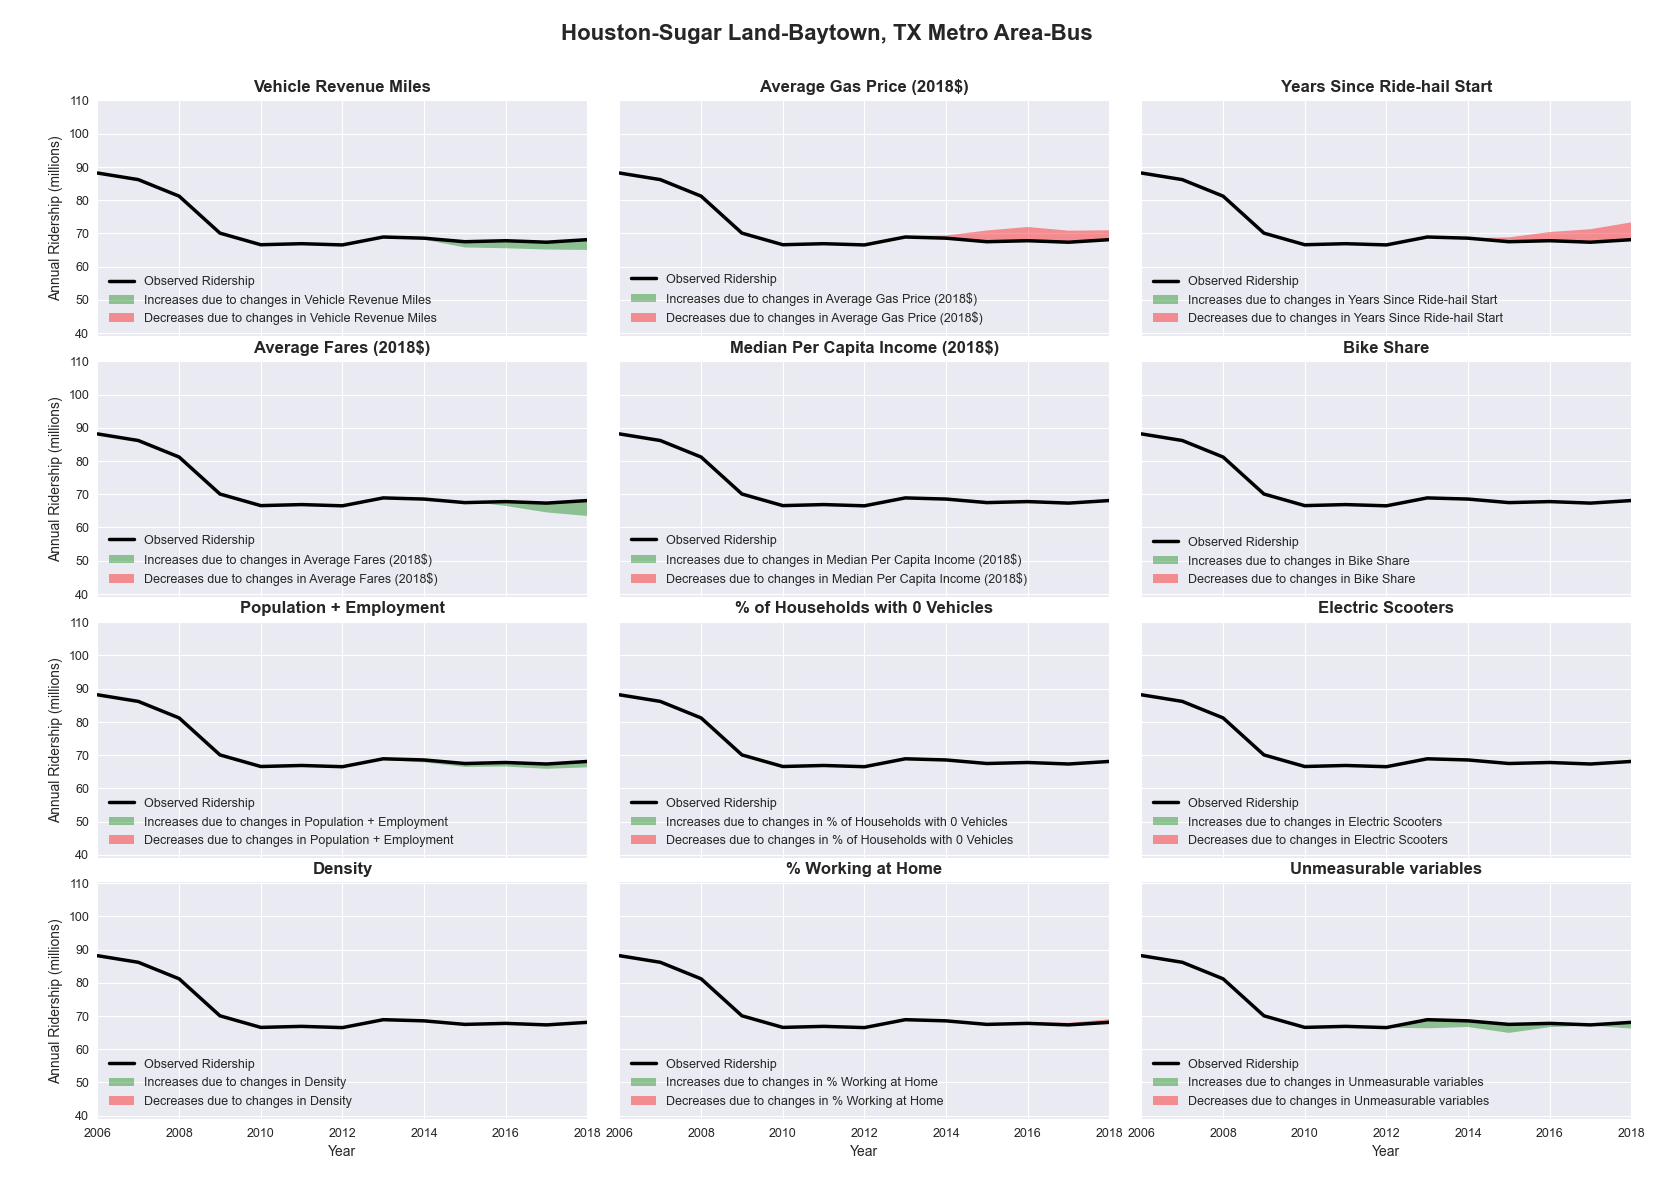 Houston-Sugar Land-Baytown, TX Metro Area-Bus
Vehicle Revenue Miles
Annual Ridership (millions)
110
100
90
80
70
60
50
40
Observed Ridership
Increases due to changes in Vehicle Revenue Miles
Decreases due to changes in Vehicle Revenue Miles
Average Gas Price (2018$)
Observed Ridership
Increases due to changes in Average Gas Price (2018$)
Decreases due to changes in Average Gas Price (2018$)
Years Since Ride-hail Start
Observed Ridership
Increases due to changes in Years Since Ride-hail Start
Decreases due to changes in Years Since Ride-hail Start
Average Fares (2018$)
Annual Ridership (millions)
110
100
90
80
70
60
50
40
Observed Ridership
Increases due to changes in Average Fares (2018$)
Decreases due to changes in Average Fares (2018$)
Median Per Capita Income (2018$)
Observed Ridership
Increases due to changes in Median Per Capita Income (2018$)
Decreases due to changes in Median Per Capita Income (2018$)
Bike Share
Observed Ridership
Increases due to changes in Bike Share
Decreases due to changes in Bike Share
Population + Employment
Annual Ridership (millions)
110
100
90
80
70
60
50
40
Observed Ridership
Increases due to changes in Population + Employment
Decreases due to changes in Population + Employment
% of Households with 0 Vehicles
Observed Ridership
Increases due to changes in % of Households with 0 Vehicles
Decreases due to changes in % of Households with 0 Vehicles
Electric Scooters
Observed Ridership
Increases due to changes in Electric Scooters
Decreases due to changes in Electric Scooters
Density
Annual Ridership (millions)
110
100
90
80
70
60
50
40
Observed Ridership
Increases due to changes in Density
Decreases due to changes in Density
2006 2008 2010 2012 2014 2016 2018
Year
% Working at Home
Observed Ridership
Increases due to changes in % Working at Home
Decreases due to changes in % Working at Home
2006 2008 2010 2012 2014 2016 2018
Year
Unmeasurable variables
Observed Ridership
Increases due to changes in Unmeasurable variables
Decreases due to changes in Unmeasurable variables
2006 2008 2010 2012 2014 2016 2018
Year